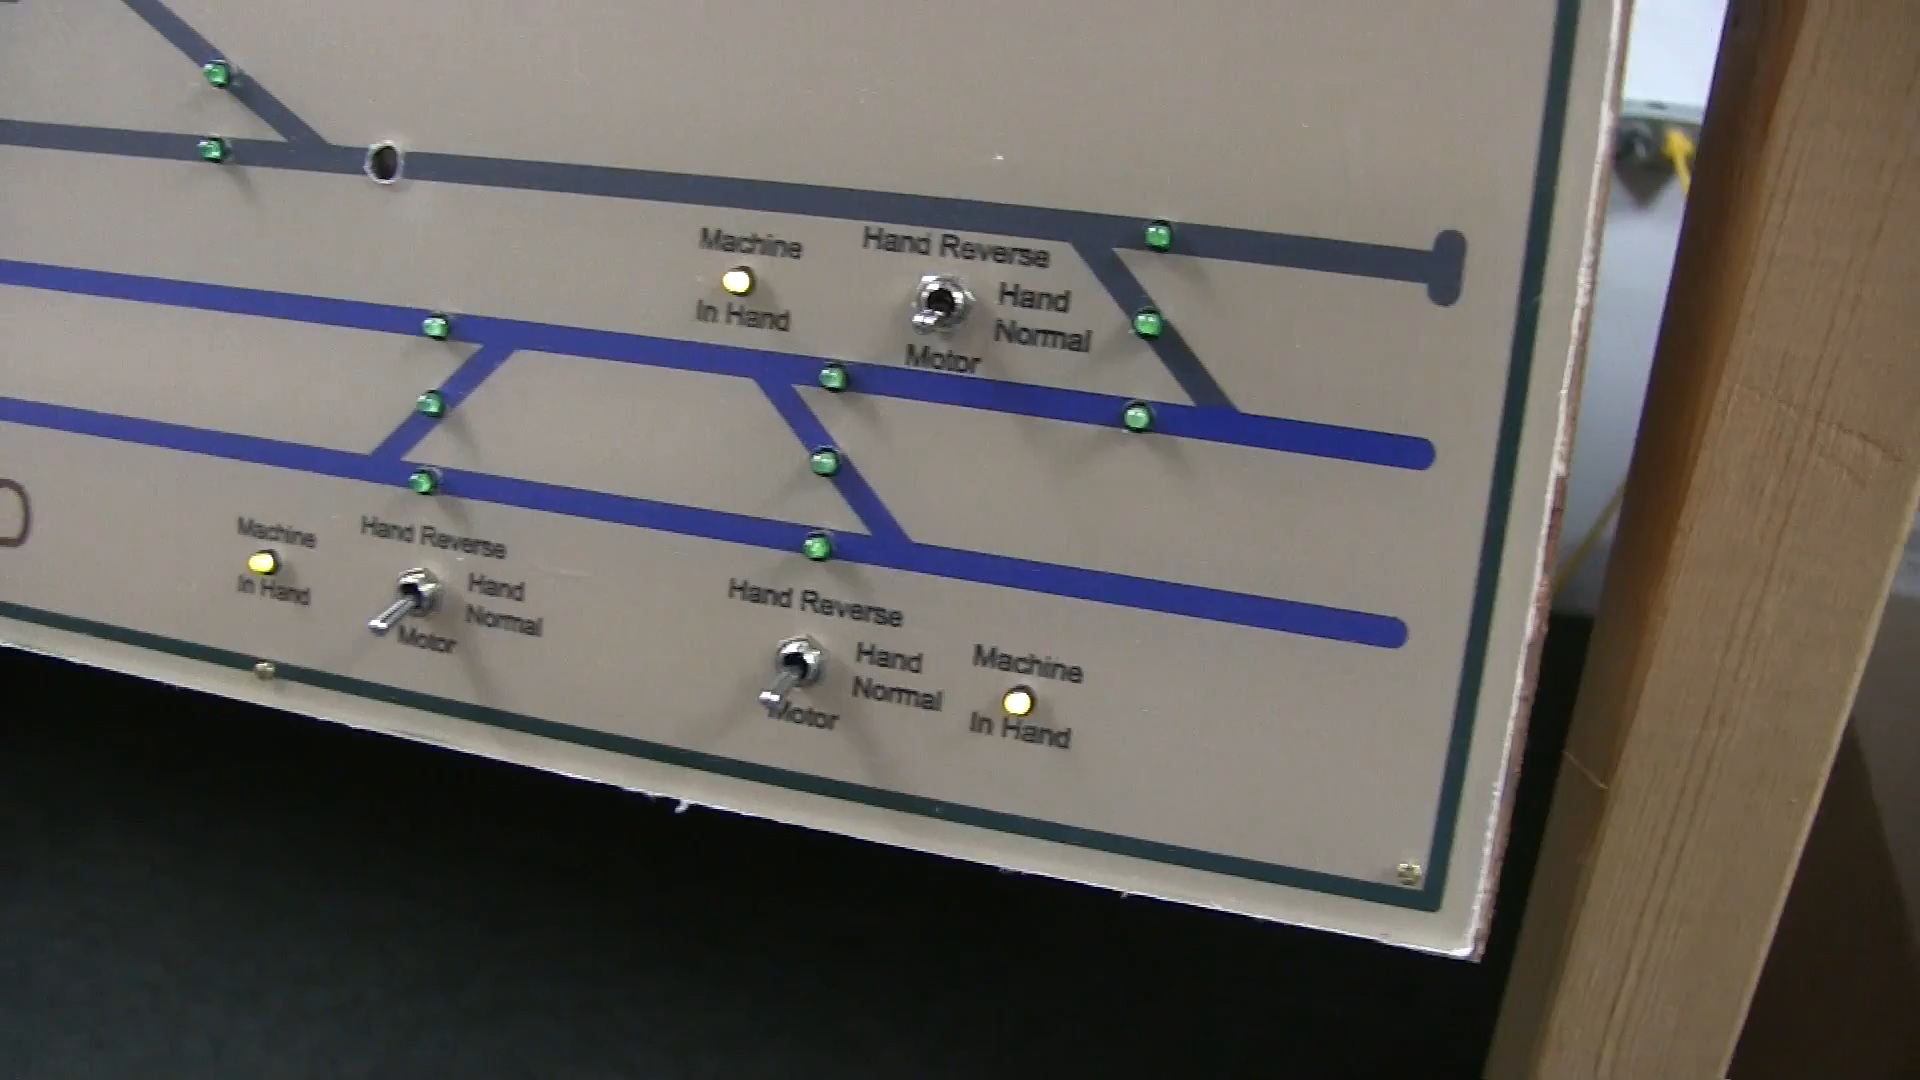 Machine
In Hand
Hand Reverse
Hand
Normal
Motor
Machine
In Hand
Hand Reverse
Hand
Normal
Motor
Hand Reverse
Hand
Normal
Motor
Machine
In Hand